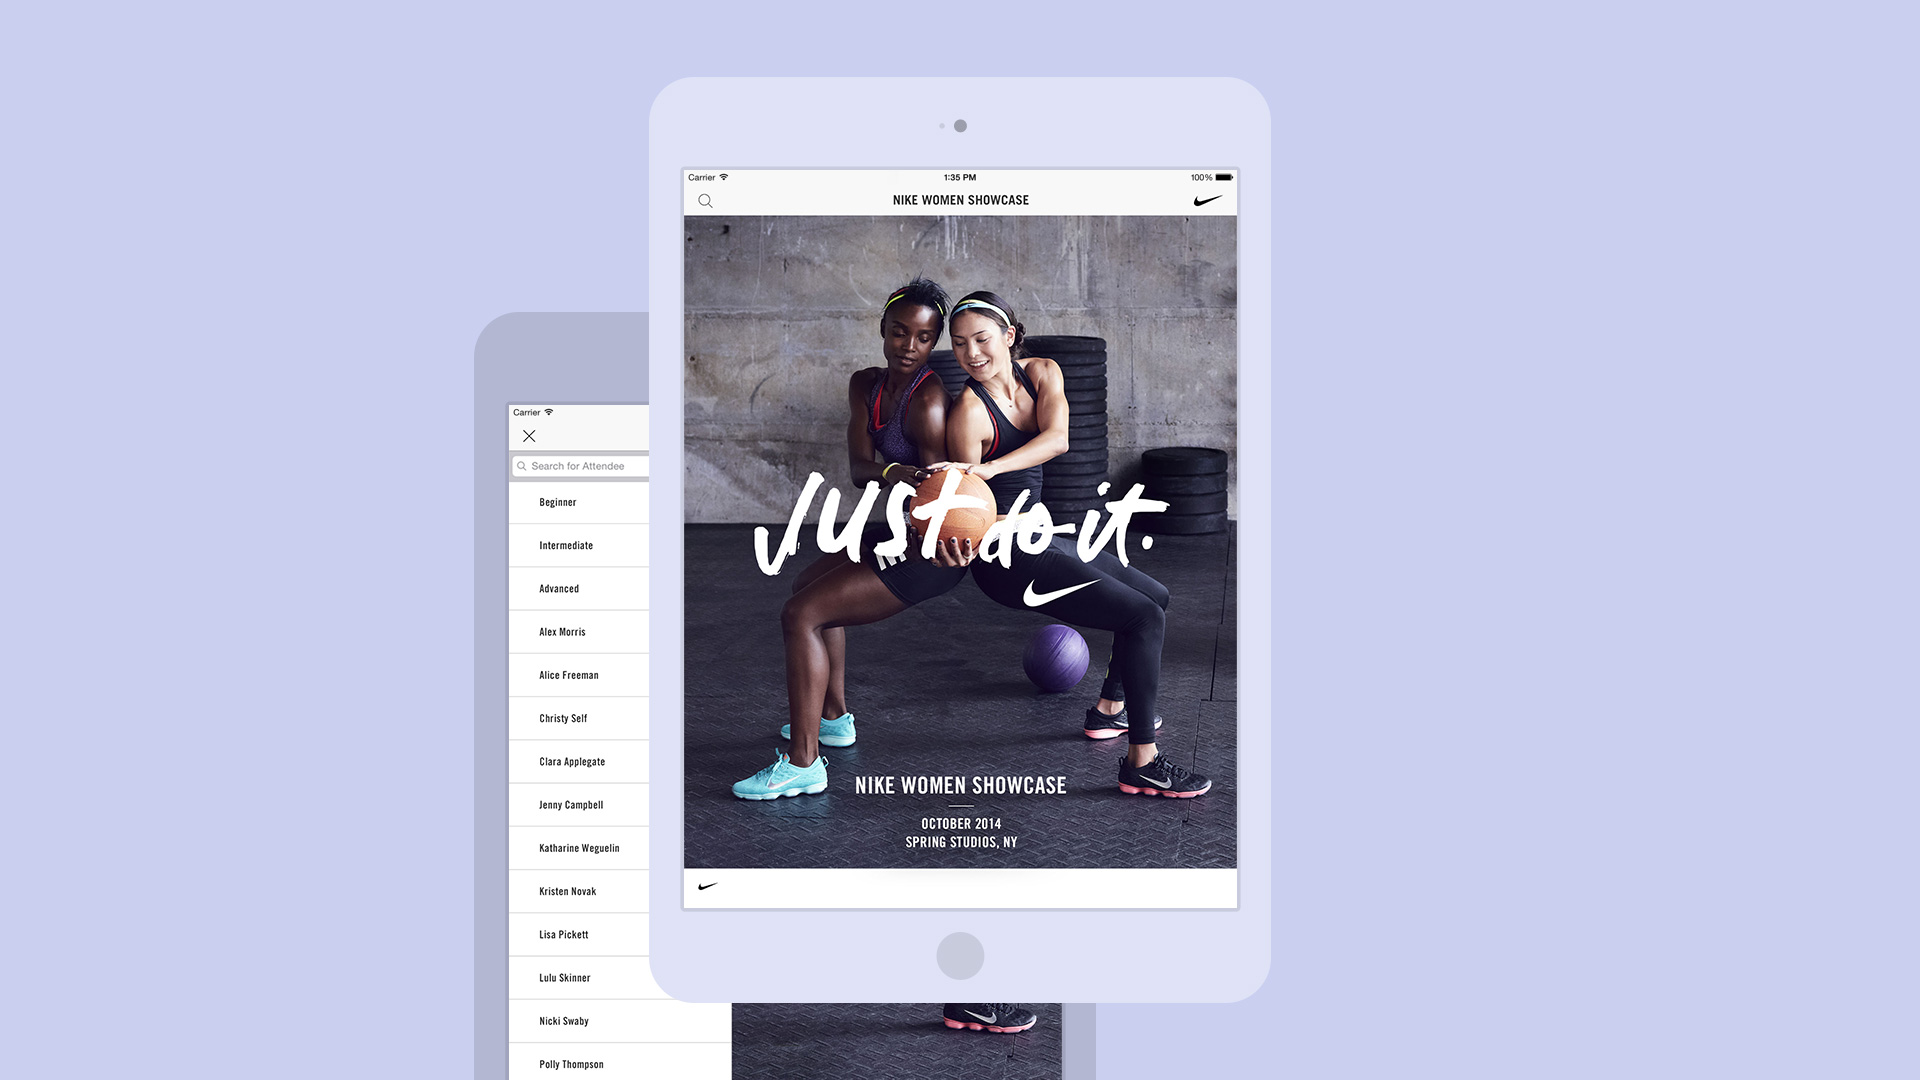 Carrier
1:35 PM
100%
NIKE WOMEN SHOWCASE
JUST do it.
NIKE WOMEN SHOWCASE
OCTOBER 2014
SPRING STUDIOS, NY
Carrier
Search for Attendee
Beginner
Intermediate
Advanced
Alex Morris
Alice Freeman
Christy Self
Clara Applegate
Jenny Campbell
Katharine Weguelin
Kristen Novak
Lisa Pickett
Lulu Skinner
Nicki Swaby
Polly Thompson